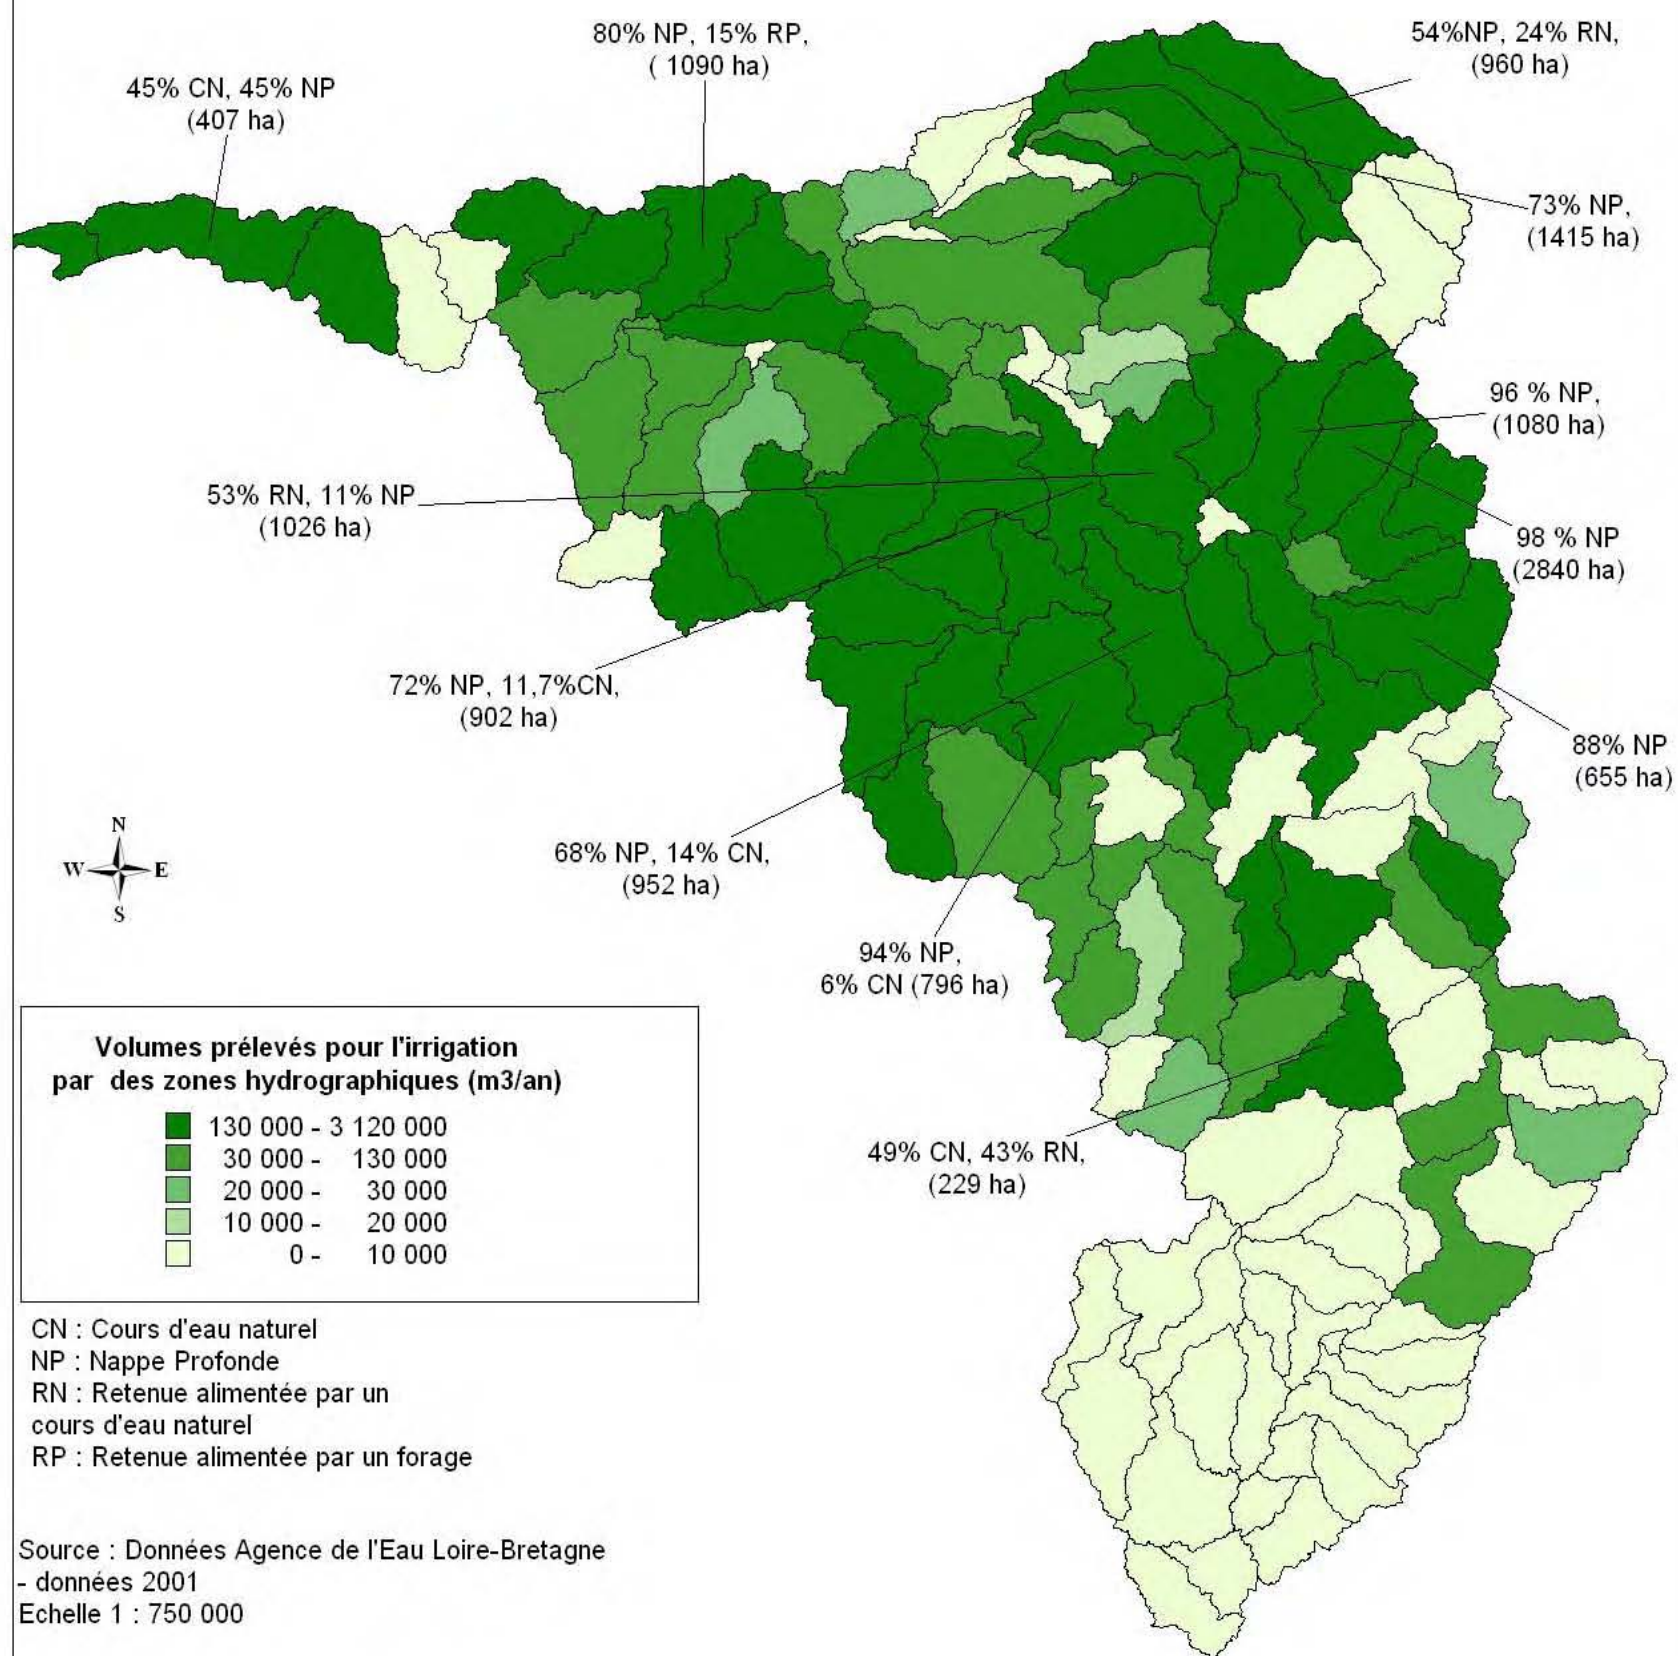 80% NP, 15% RP,
( 1090 ha)
54%NP, 24% RN,
(960 ha)
45% CN, 45% NP
(407 ha)
73% NP,
(1415 ha)
96 % NP,
(1080 ha)
53% RN, 11% NP
(1026 ha)
98 % NP
(2840 ha)
72% NP, 11,7%CN,
(902 ha)
88% NP
(655 ha)
68% NP, 14% CN,
(952 ha)
N
W E
S
94% NP,
6% CN (796 ha)
49% CN, 43% RN,
(229 ha)
Volumes prélevés pour l'irrigation
par des zones hydrographiques (m3/an)
130 000 - 3 120 000
30 000 - 130 000
20 000 - 30 000
10 000 - 20 000
0 - 10 000
CN : Cours d'eau naturel
NP : Nappe Profonde
RN : Retenue alimentée par un
cours d'eau naturel
RP : Retenue alimentée par un forage
Source : Données Agence de l'Eau Loire-Bretagne
- données 2001
Echelle 1 : 750 000